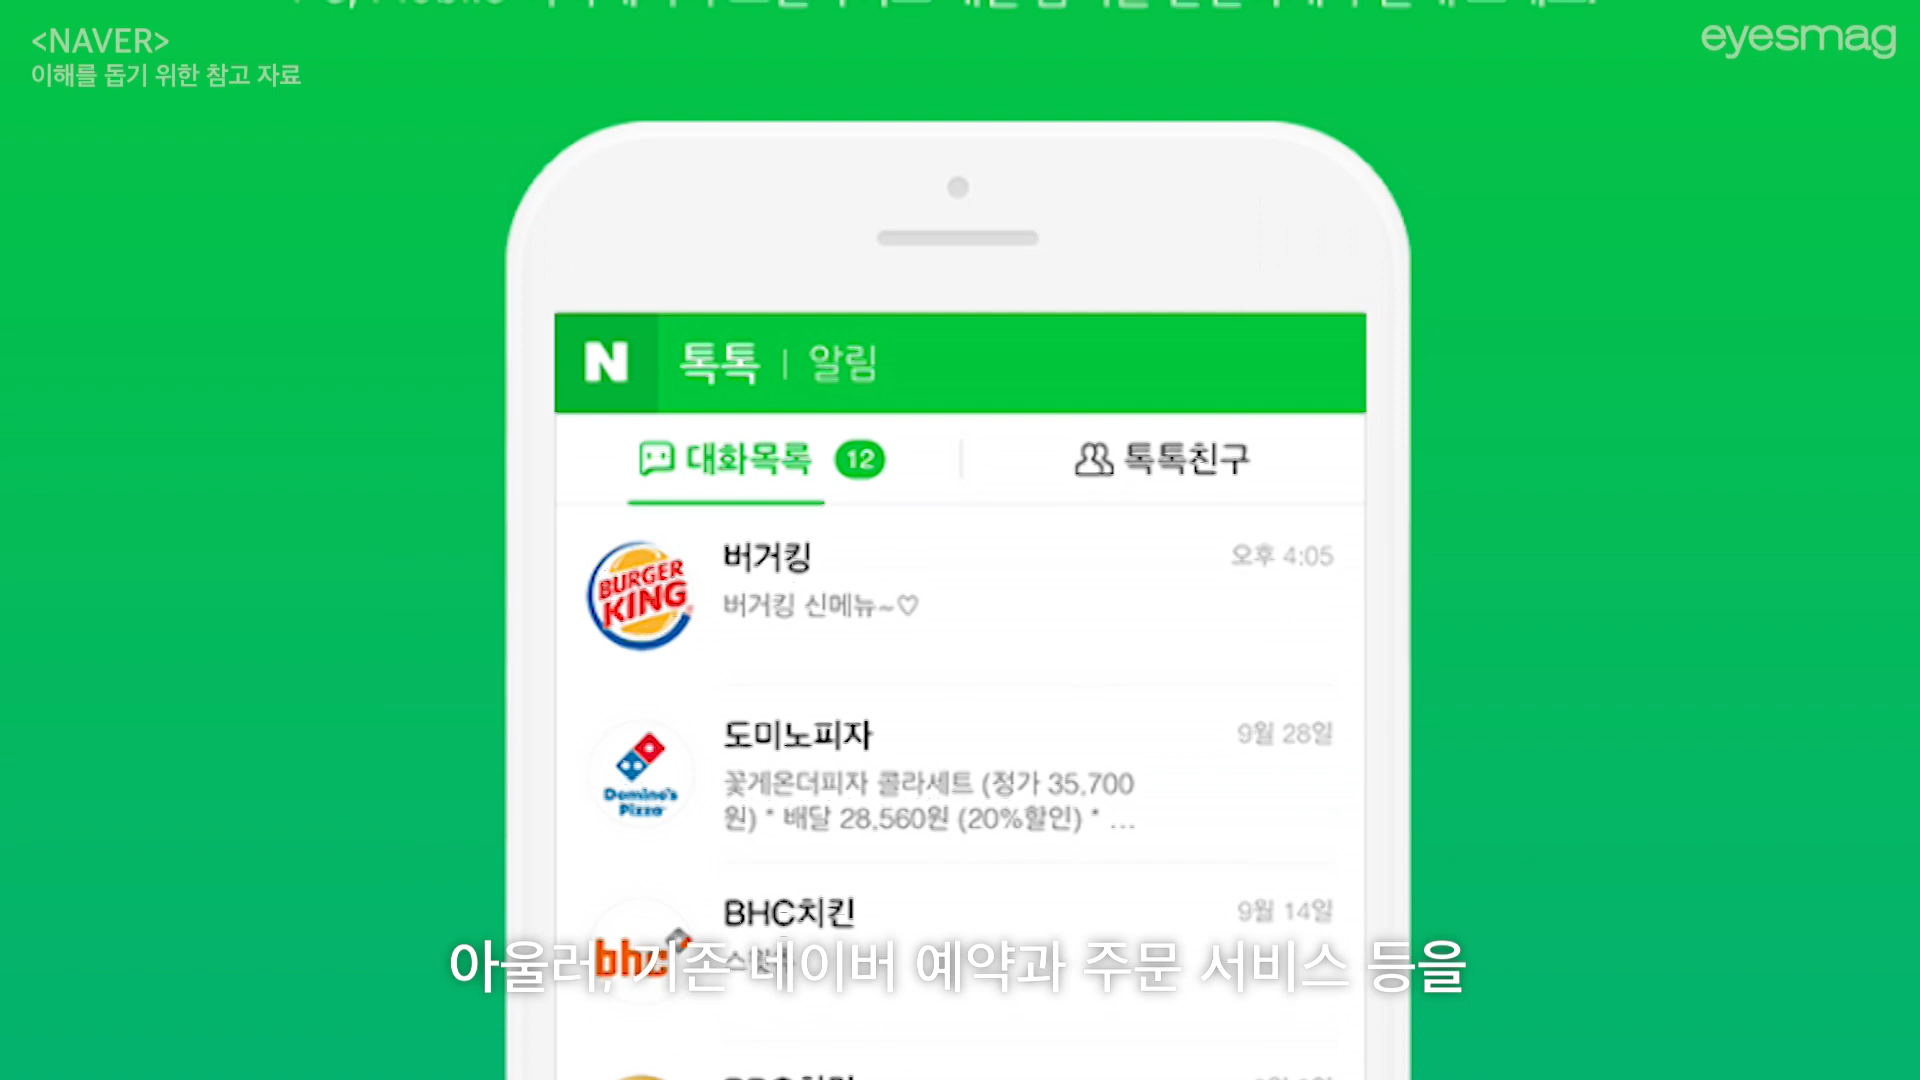 <NAVER>
이해를 돕기 위한 참고 자료
eyesmag
N 톡톡 | 알림
대화목록 12
톡톡친구
BURGER KING
버거킹
오후 4:05
버거킹 신메뉴~♡
Domino's Pizza
도미노피자
9월 28일
꽃게온더피자 콜라세트 (정가 35,700
원) * 배달 28,560원 (20%할인) * ...
bhc
BHC치킨
9월 14일
아울러, 기존 네이버 예약과 주문 서비스 등을